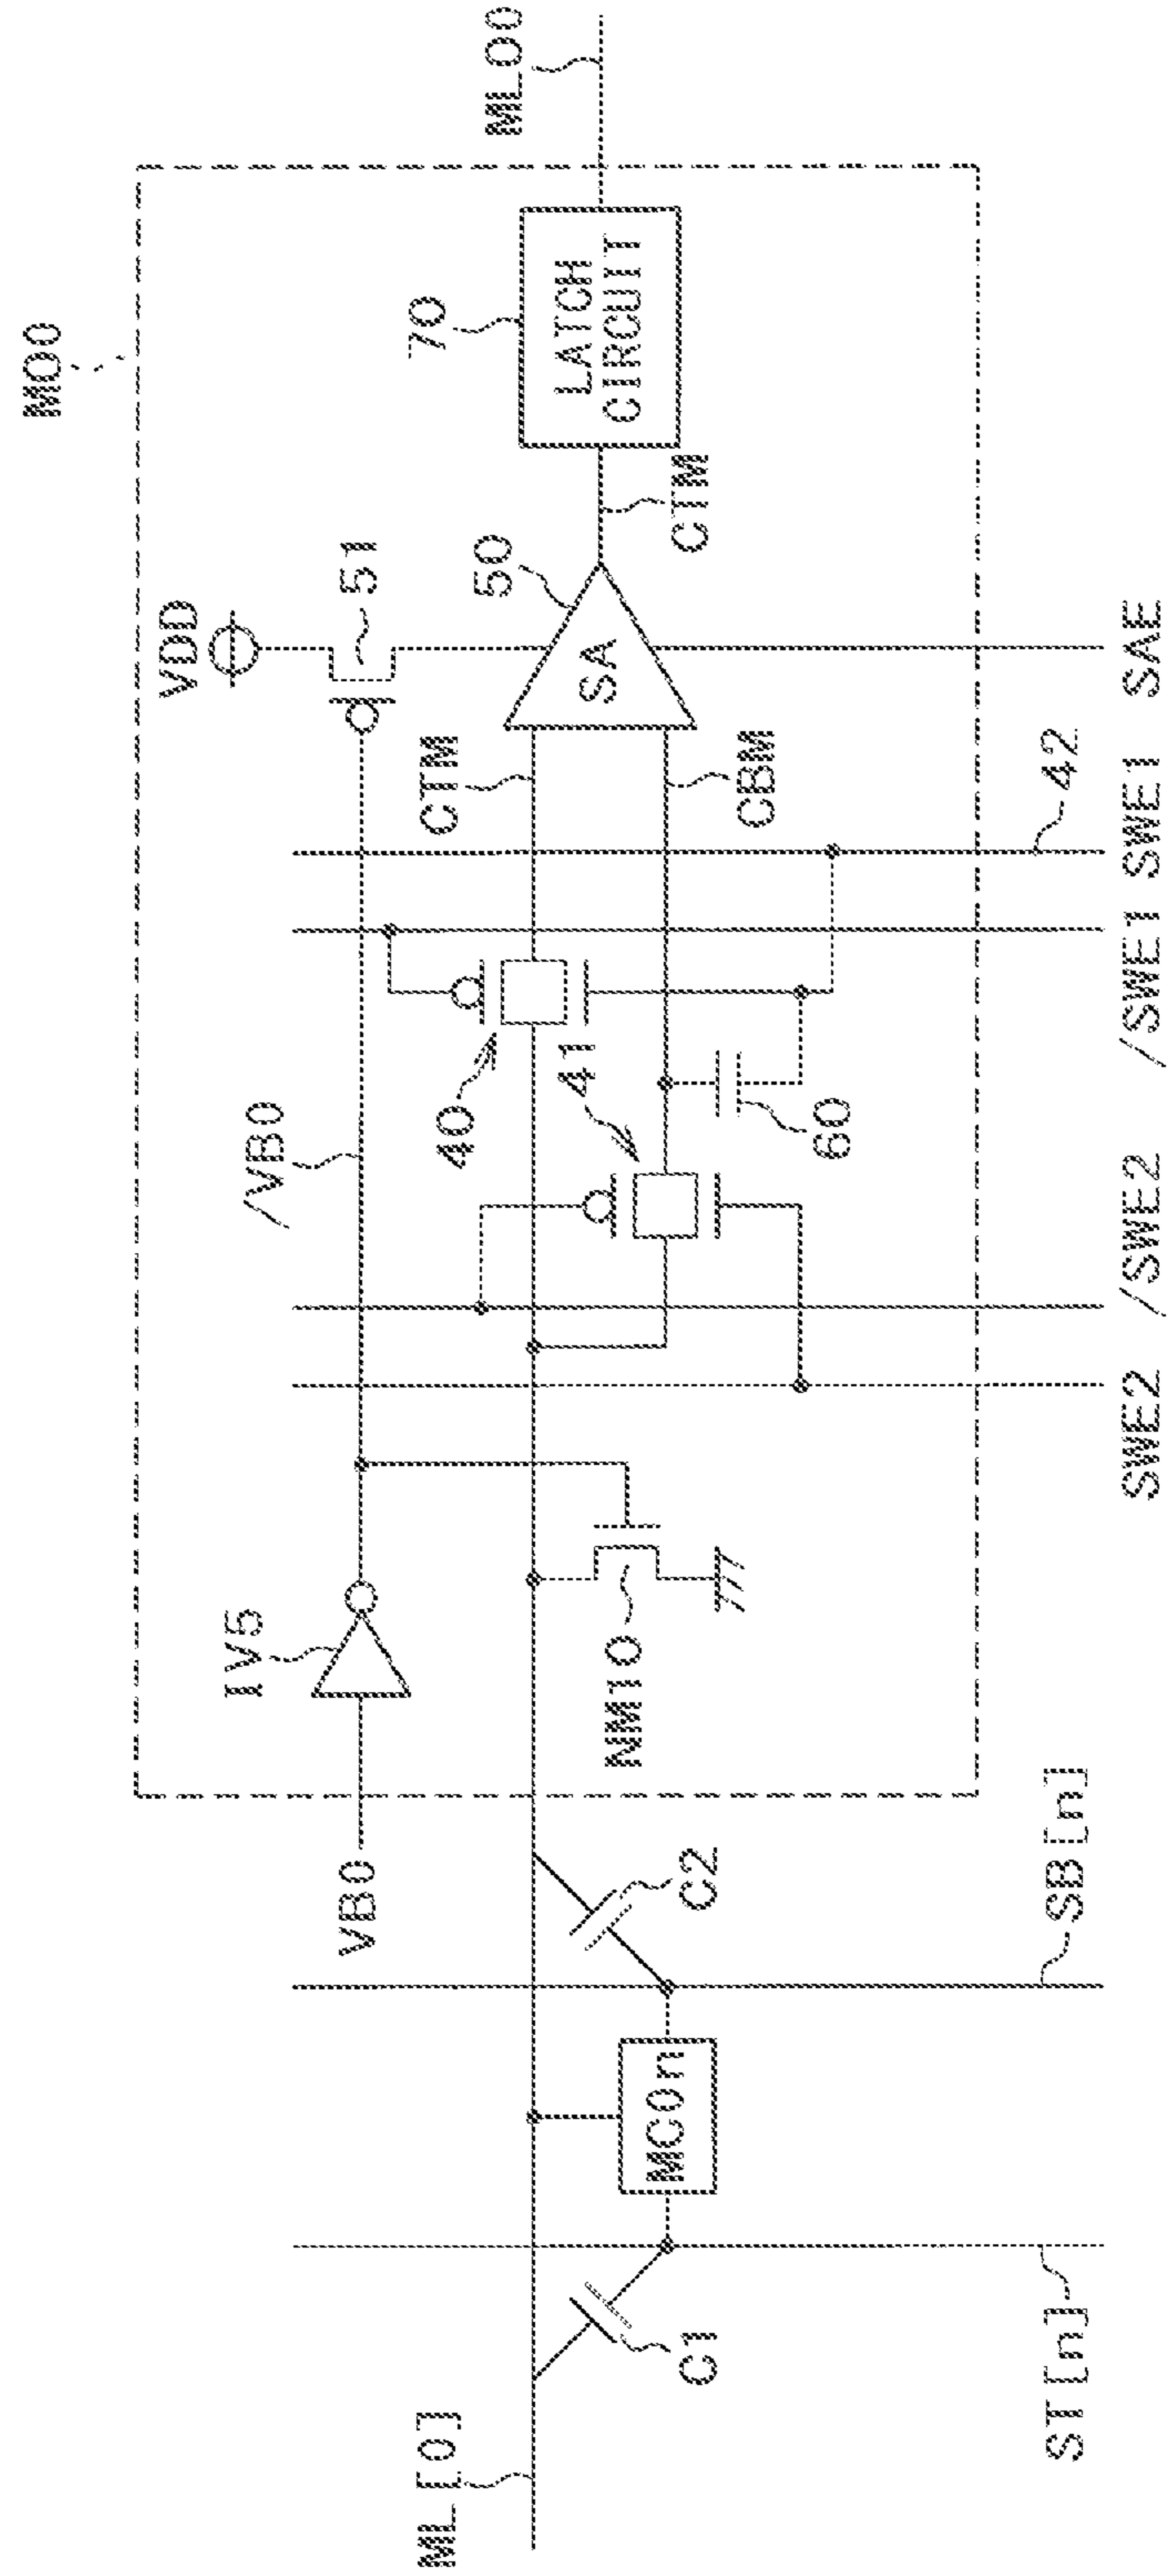 MO0
ML[0]
ST[n]
C1
MC0n
SB[n]
C2
VB0
IV5
NM10
/VB0
SWE2
/SWE2
40
41
60
/SWE1
SWE1
42
CTM
CBM
VDD
51
50
SA
SAE
CTM
70
LATCH
CIRCUIT
MLO0